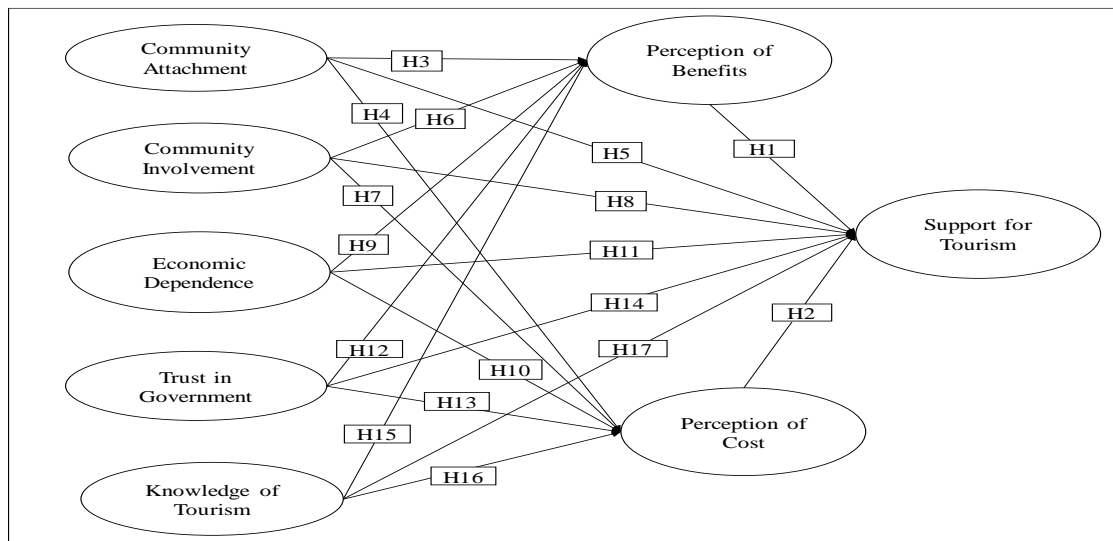 Community
Attachment
H3
Perception of
Benefits
H4
H6
Community
Involvement
H5
H1
H7
H8
Support for
Tourism
H9
H11
Economic
Dependence
H14
H2
H12
H17
H10
Trust in
Government
H13
Perception of
Cost
H15
H16
Knowledge of
Tourism